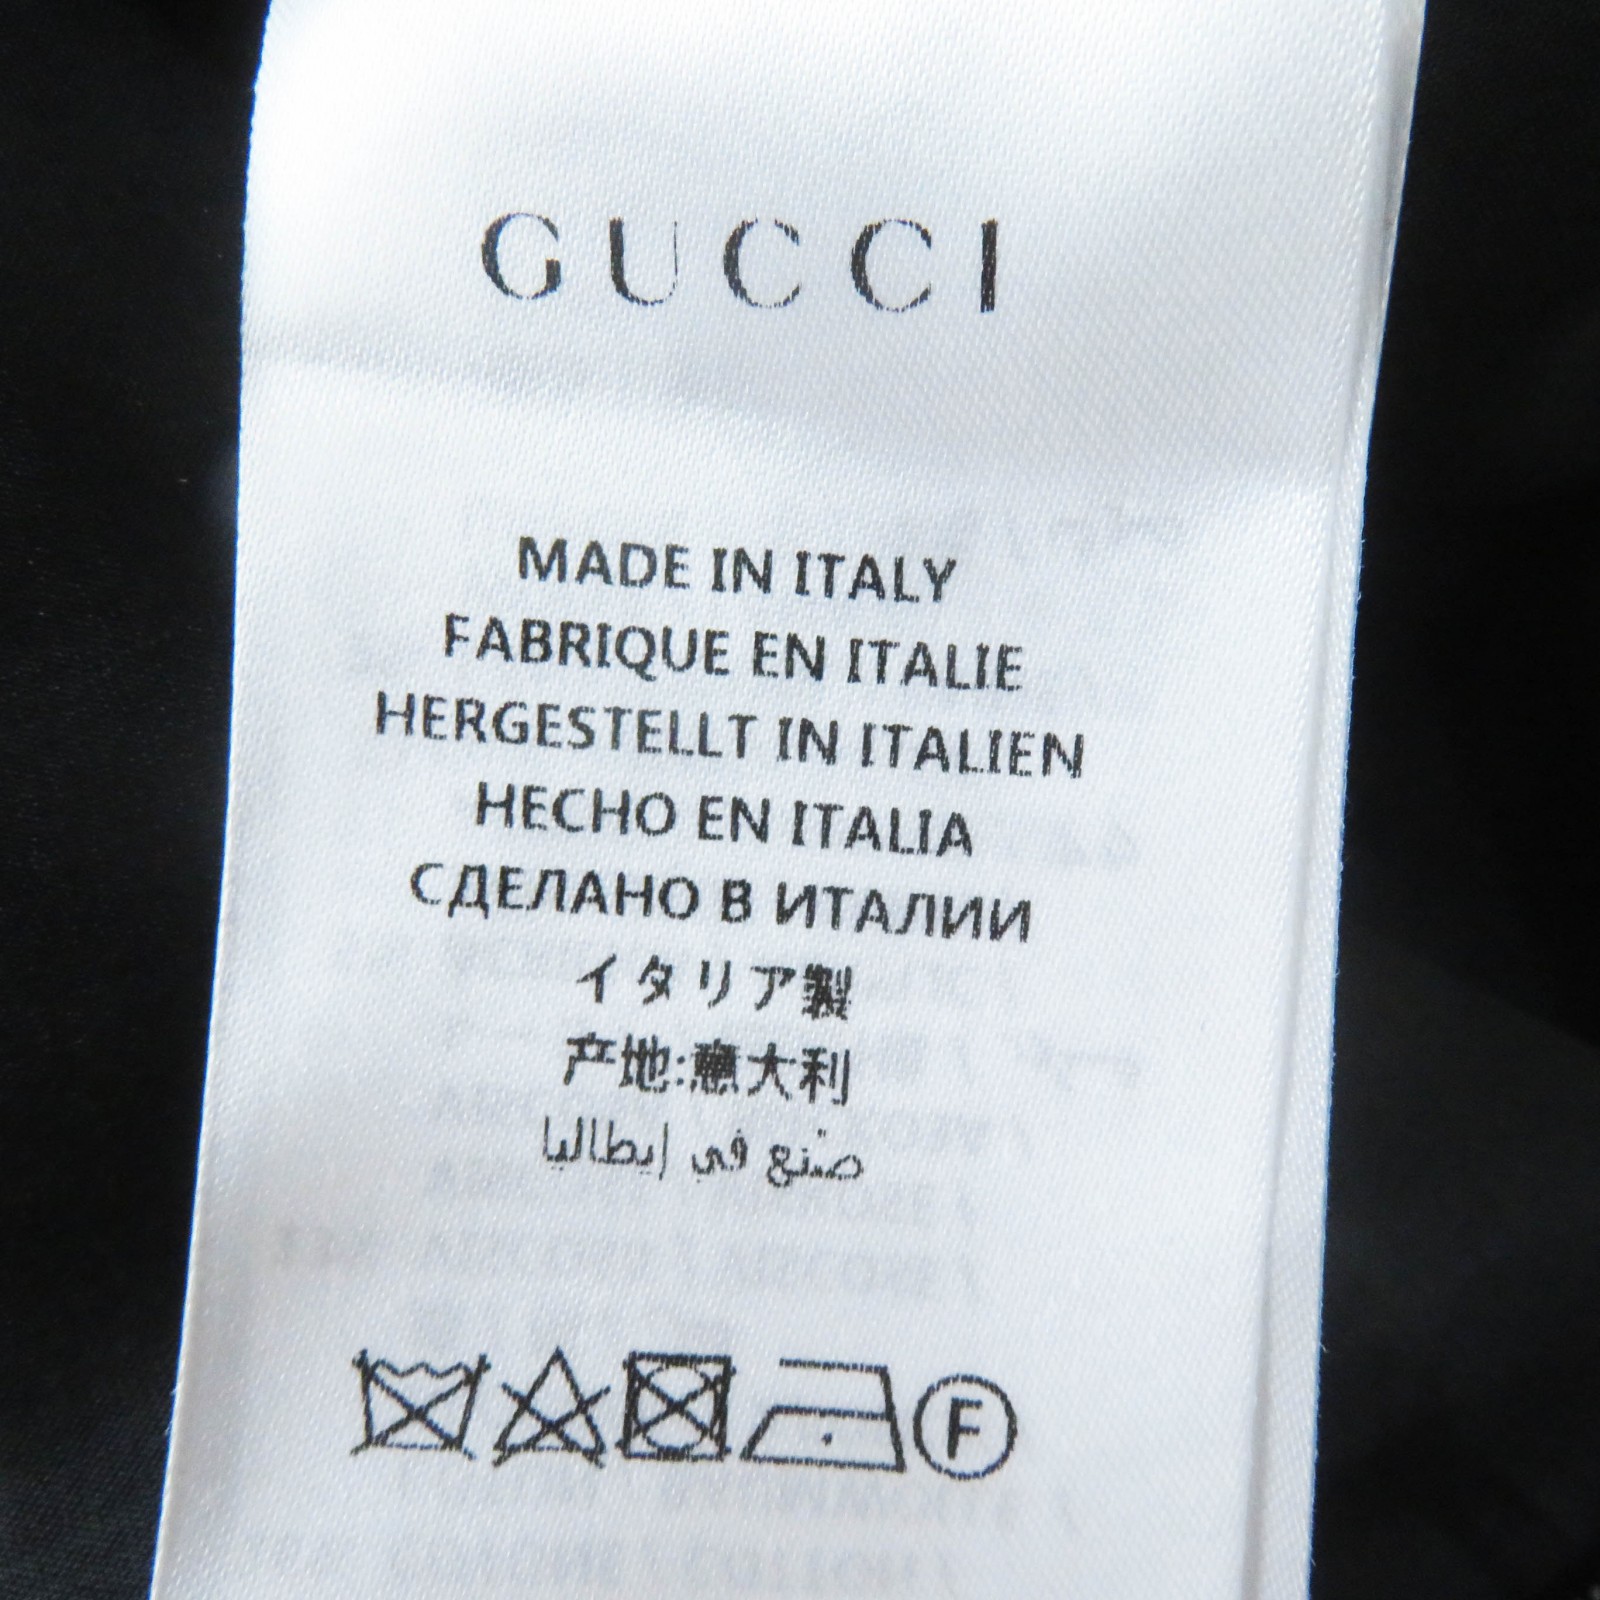 GUCCI
MADE IN ITALY
FABRIQUE EN ITALIE
HERGESTELLT IN ITALIEN
HECHO EN ITALIA
СДЕЛАНО В ИТАЛИИ
イタリア製
产地:意大利
صُنع في إيطاليا
F